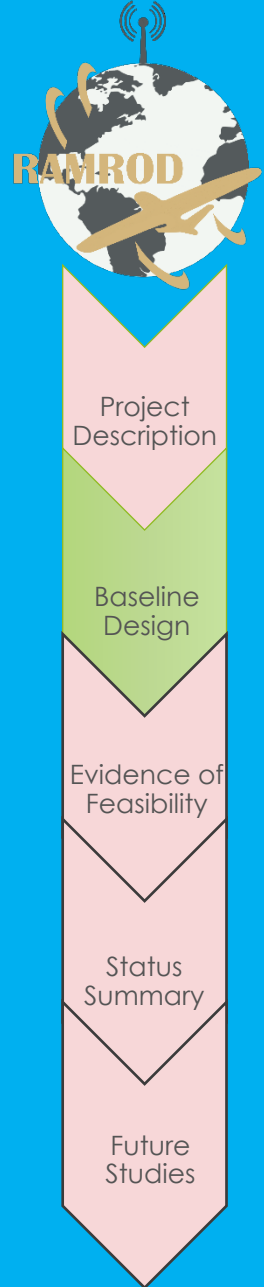 RAMROD
Project
Description
Baseline
Design
Evidence of
Feasibility
Status
Summary
Future
Studies